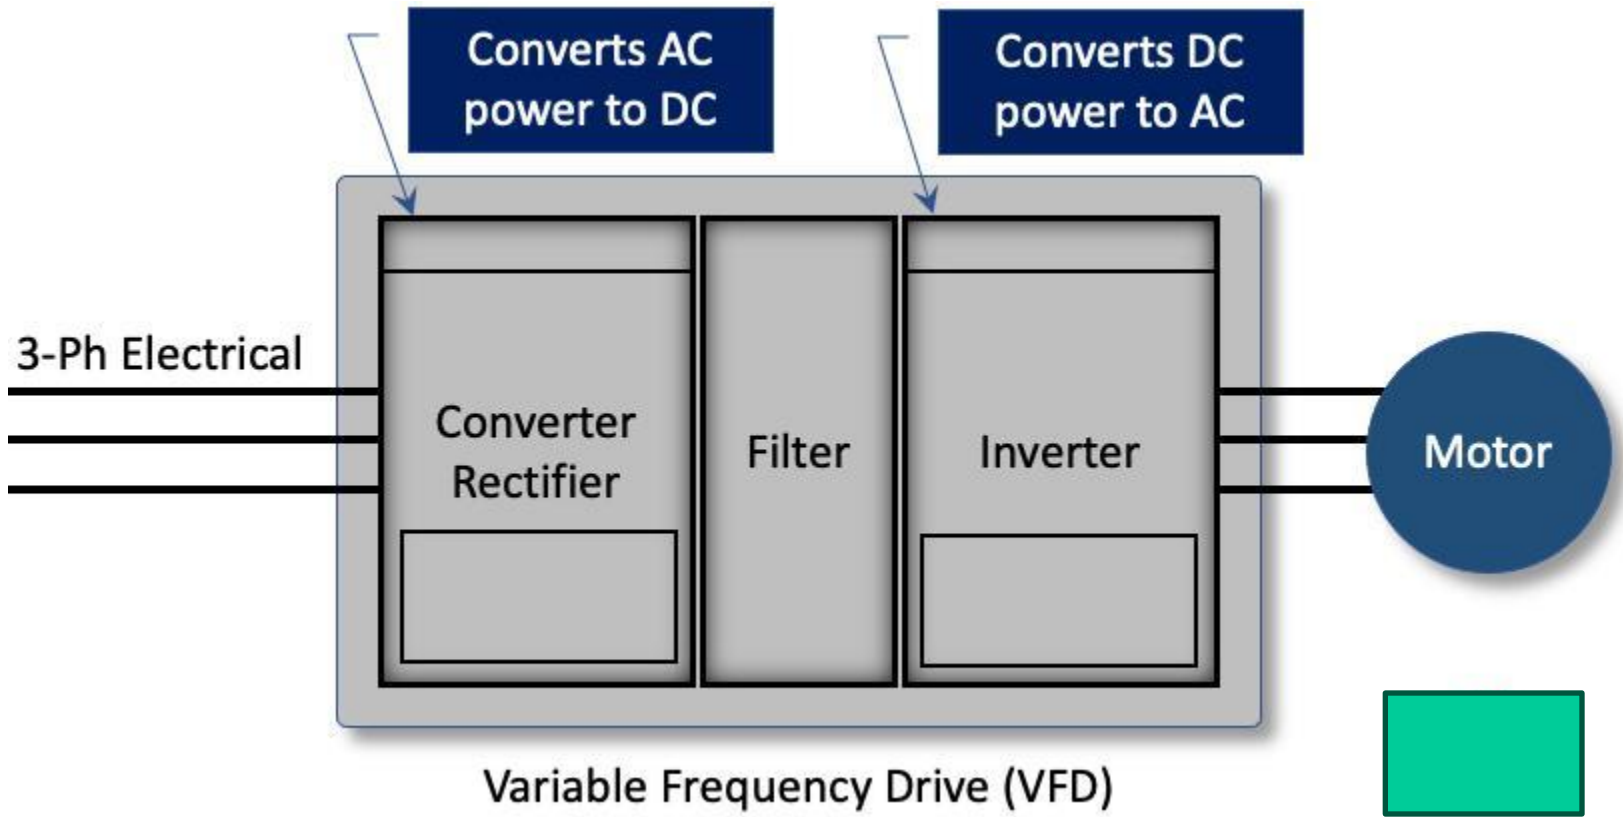 Converts AC
power to DC
Converts DC
power to AC
3-Ph Electrical
Converter
Rectifier
Filter
Inverter
Motor
Variable Frequency Drive (VFD)